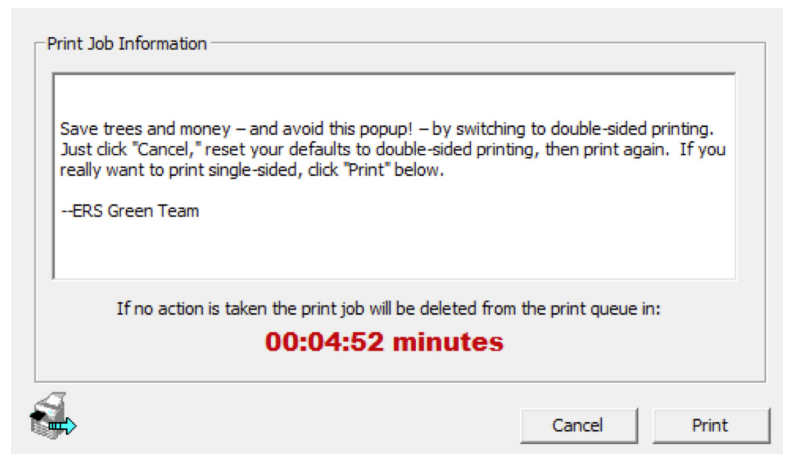 Print Job Information
Save trees and money – and avoid this popup! – by switching to double-sided printing.
Just click "Cancel," reset your defaults to double-sided printing, then print again.  If you
really want to print single-sided, click "Print" below.
--ERS Green Team
If no action is taken the print job will be deleted from the print queue in:
00:04:52 minutes
Cancel
Print